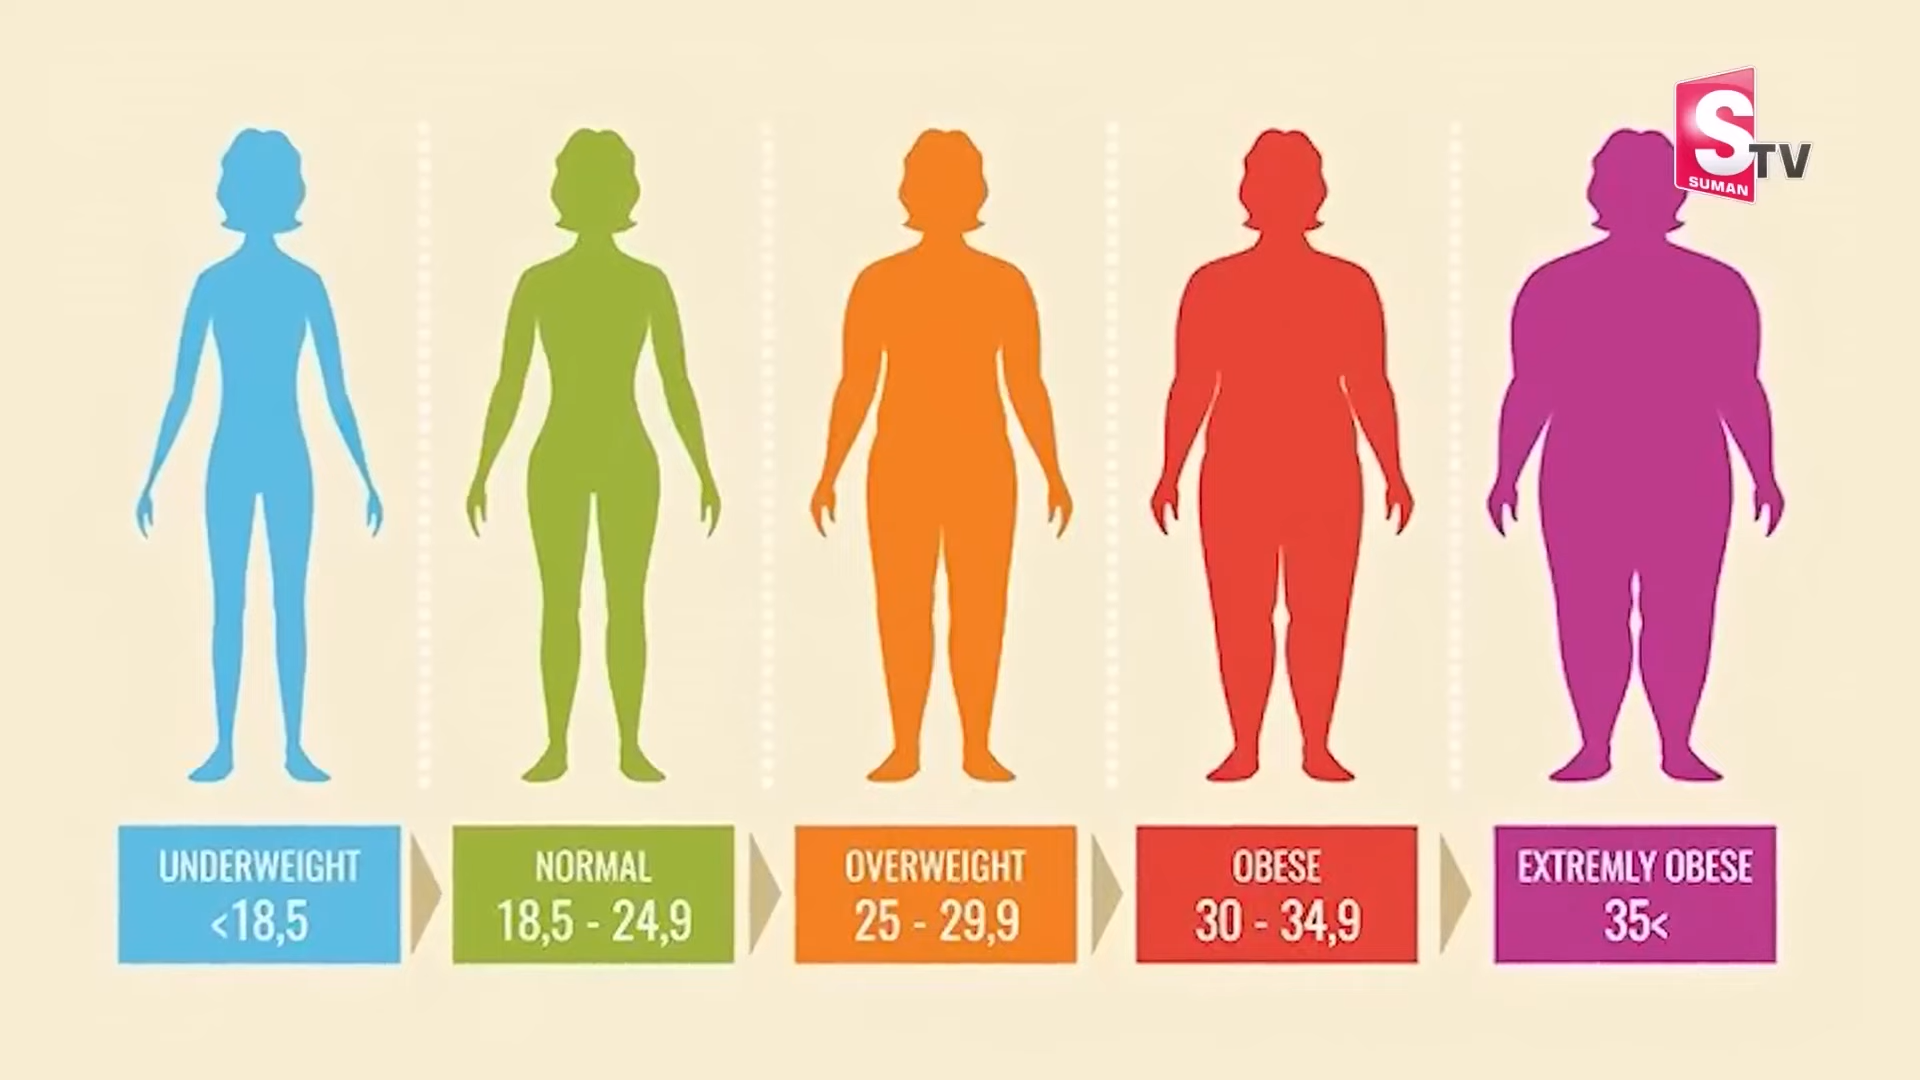 S
TV
SUMAN
UNDERWEIGHT
<18,5
NORMAL
18,5 - 24,9
OVERWEIGHT
25 - 29,9
OBESE
30 - 34,9
EXTREMLY OBESE
35<